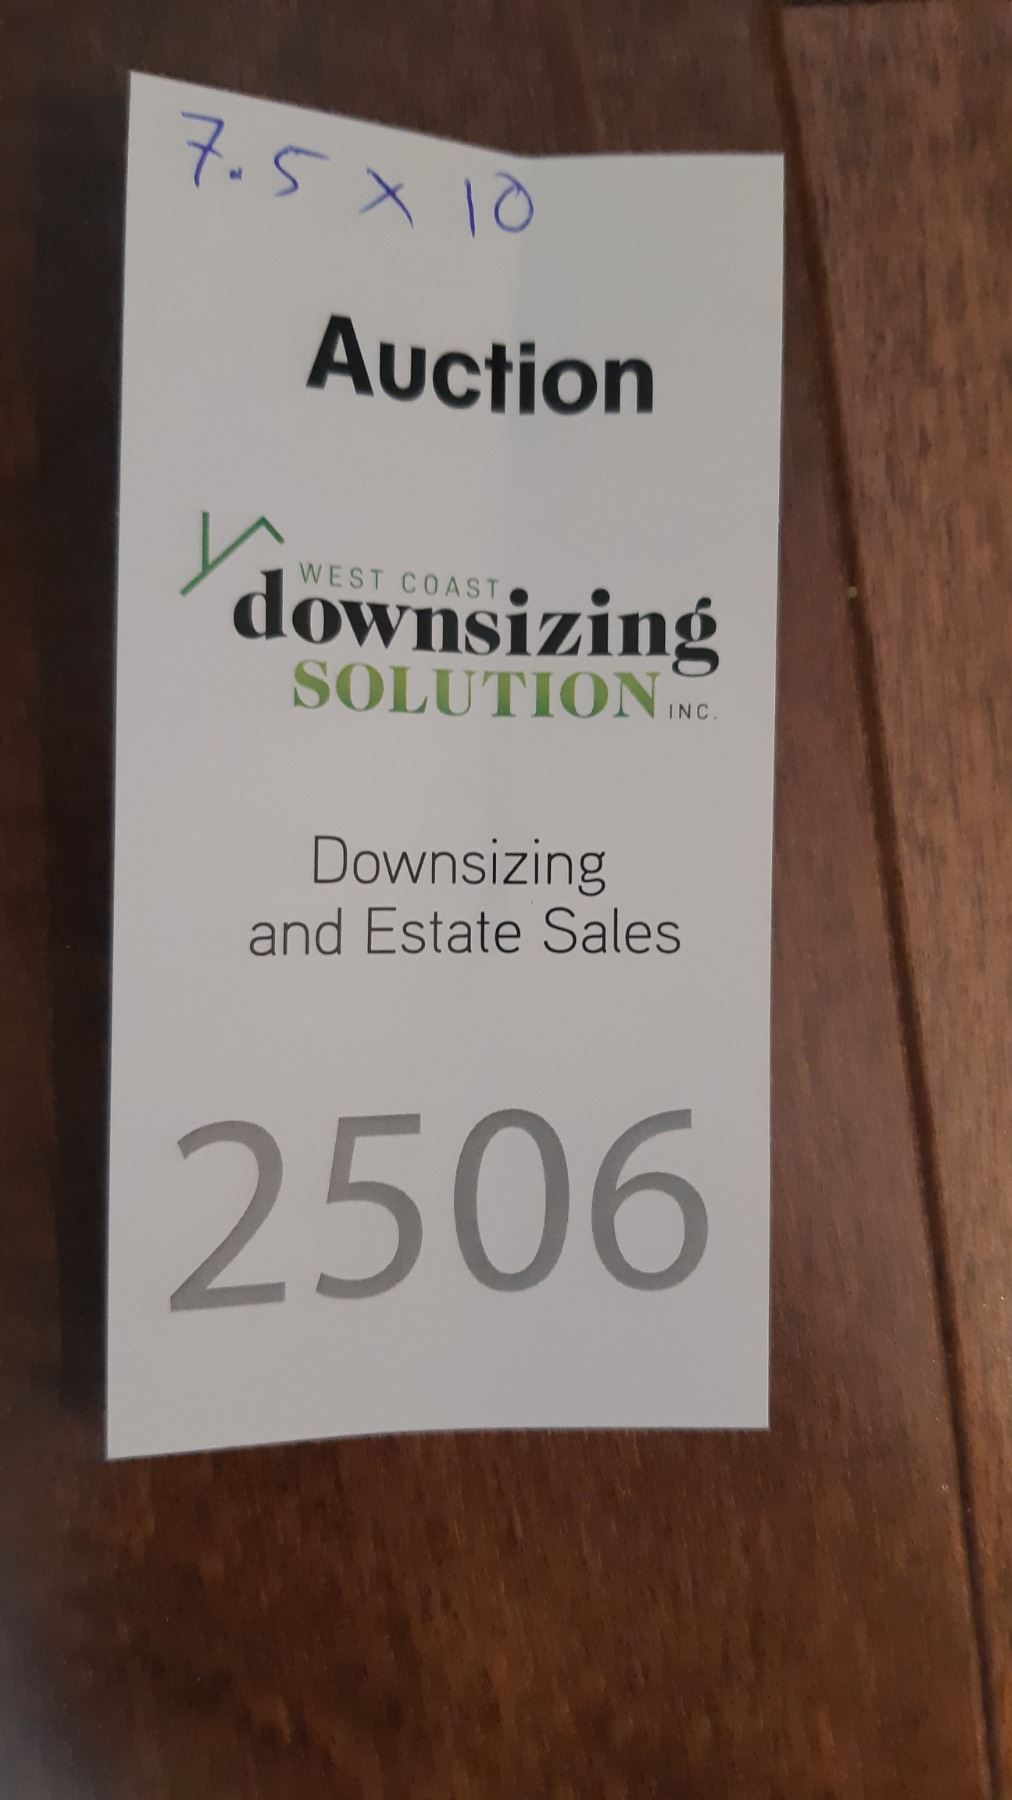 7.5 x 10
Auction
WEST COAST
downsizing
SOLUTION INC.
Downsizing
and Estate Sales
2506